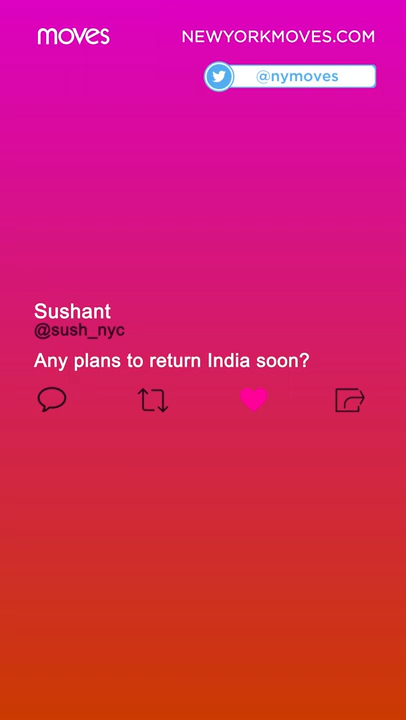 moves
NEWYORKMOVES.COM
@nymoves
Sushant
@sush_nyc
Any plans to return India soon?